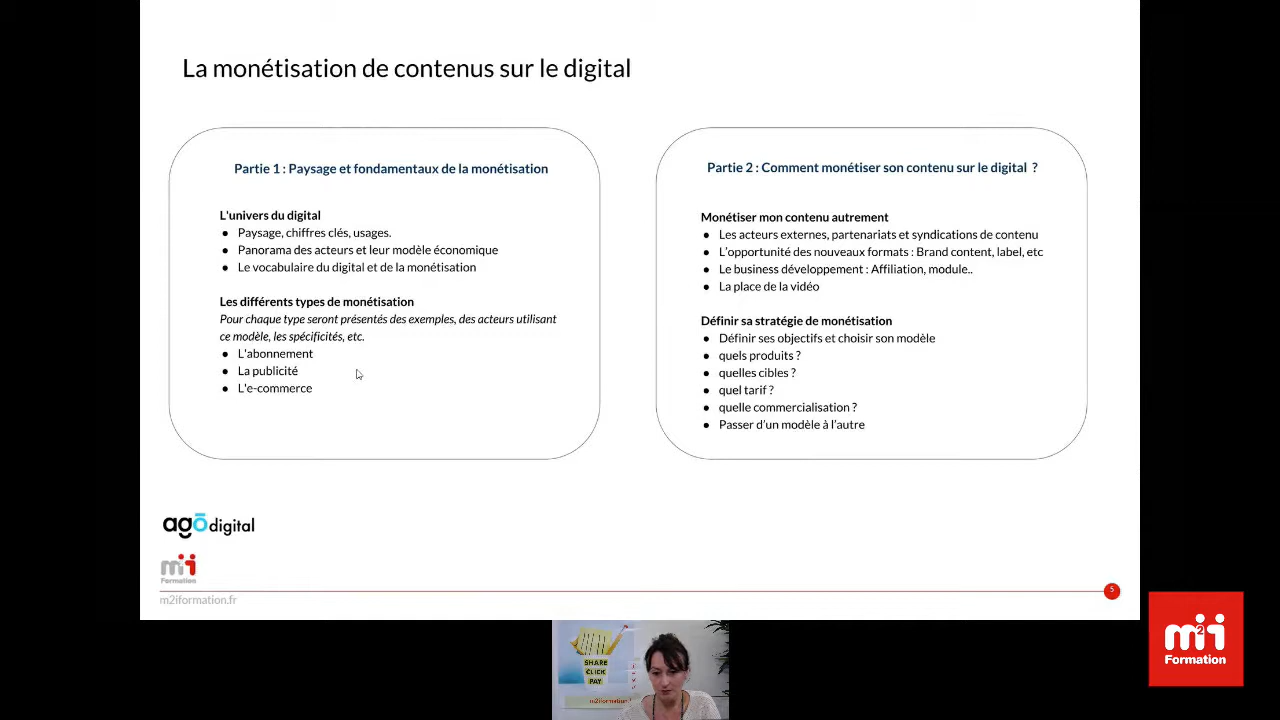 La monétisation de contenus sur le digital
Partie 1 : Paysage et fondamentaux de la monétisation
L'univers du digital
● Paysage, chiffres clés, usages.
● Panorama des acteurs et leur modèle économique
● Le vocabulaire du digital et de la monétisation
Les différents types de monétisation
Pour chaque type seront présentés des exemples, des acteurs utilisant
ce modèle, les spécificités, etc.
● L'abonnement
● La publicité
● L'e-commerce
Partie 2 : Comment monétiser son contenu sur le digital ?
Monétiser mon contenu autrement
● Les acteurs externes, partenariats et syndications de contenu
● L'opportunité des nouveaux formats : Brand content, label, etc
● Le business développement : Affiliation, module..
● La place de la vidéo
Définir sa stratégie de monétisation
● Définir ses objectifs et choisir son modèle
● quels produits ?
● quelles cibles ?
● quel tarif ?
● quelle commercialisation ?
● Passer d'un modèle à l'autre
agō digital
m2i
Formation
m2iformation.fr
5
SHARE
CLICK
PAY
m2iformation.f
m2i
Formation